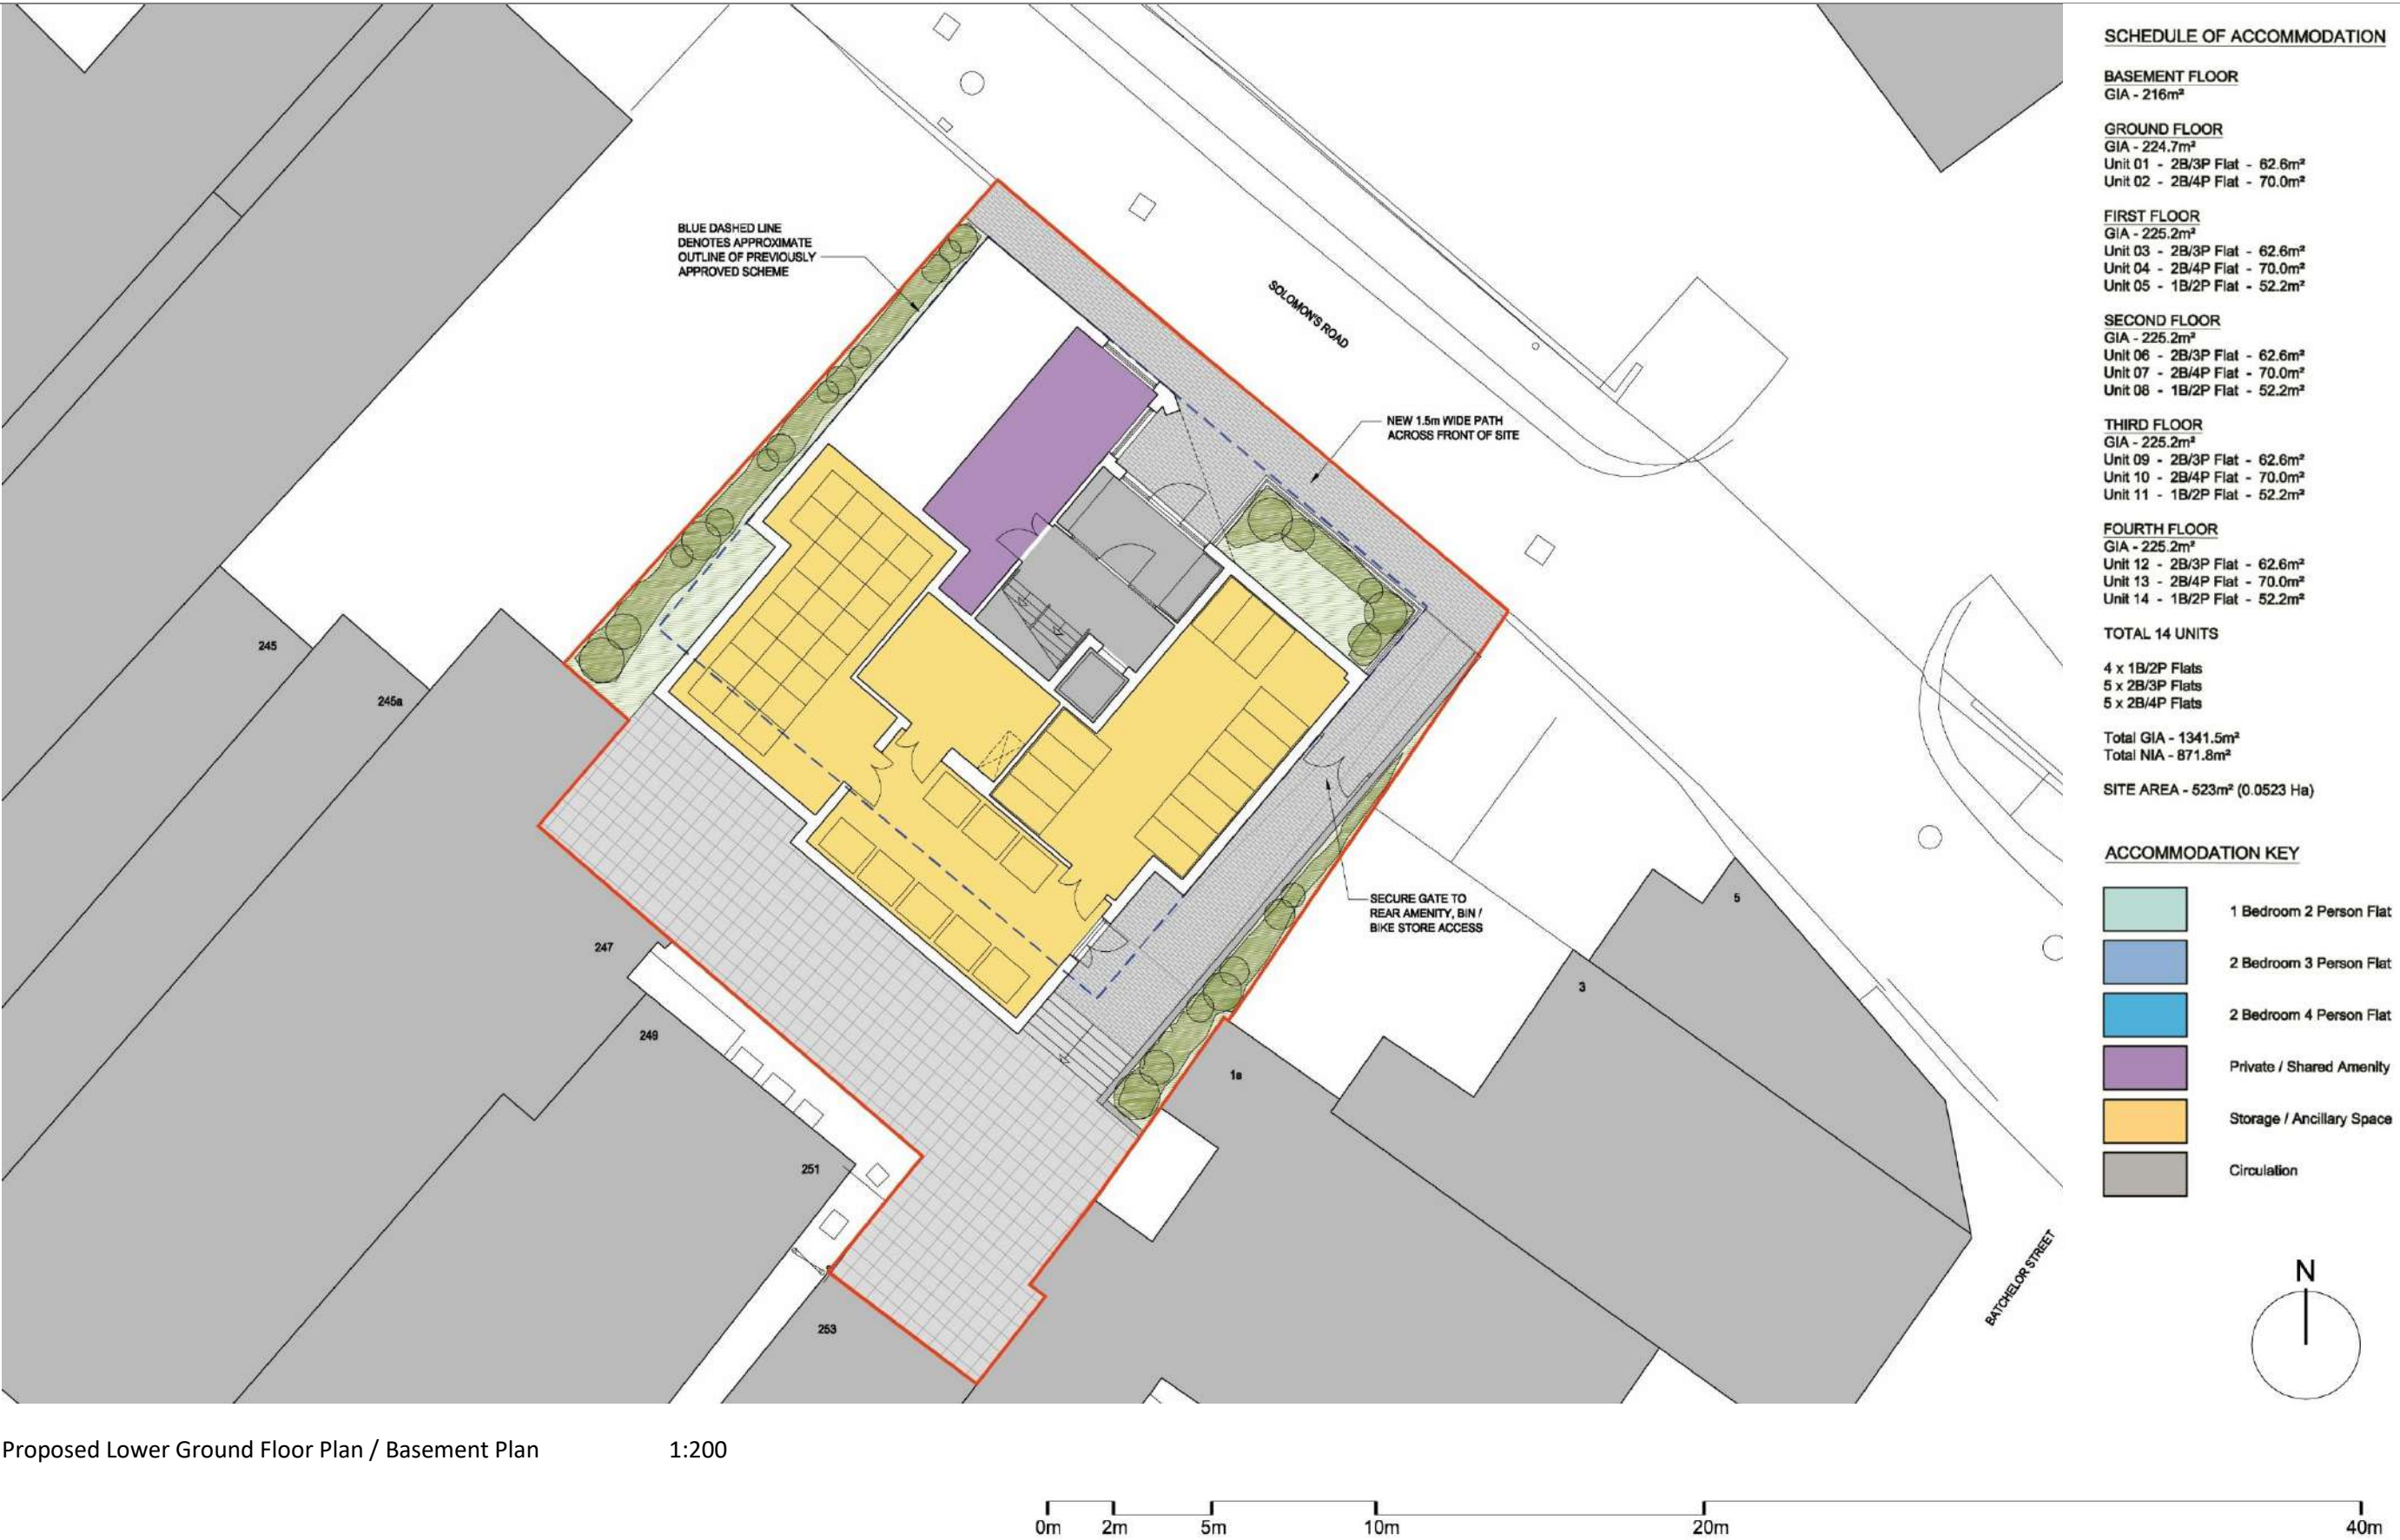 BLUE DASHED LINE
DENOTES APPROXIMATE
OUTLINE OF PREVIOUSLY
APPROVED SCHEME
SOLOMON'S ROAD
NEW 1.5m WIDE PATH
ACROSS FRONT OF SITE
245
245a
247
249
251
253
SECURE GATE TO
REAR AMENITY, BIN /
BIKE STORE ACCESS
1a
3
5
BATCHELOR STREET
SCHEDULE OF ACCOMMODATION
BASEMENT FLOOR
GIA - 216m²
GROUND FLOOR
GIA - 224.7m²
Unit 01 - 2B/3P Flat - 62.6m²
Unit 02 - 2B/4P Flat - 70.0m²
FIRST FLOOR
GIA - 225.2m²
Unit 03 - 2B/3P Flat - 62.6m²
Unit 04 - 2B/4P Flat - 70.0m²
Unit 05 - 1B/2P Flat - 52.2m²
SECOND FLOOR
GIA - 225.2m²
Unit 06 - 2B/3P Flat - 62.6m²
Unit 07 - 2B/4P Flat - 70.0m²
Unit 08 - 1B/2P Flat - 52.2m²
THIRD FLOOR
GIA - 225.2m²
Unit 09 - 2B/3P Flat - 62.6m²
Unit 10 - 2B/4P Flat - 70.0m²
Unit 11 - 1B/2P Flat - 52.2m²
FOURTH FLOOR
GIA - 225.2m²
Unit 12 - 2B/3P Flat - 62.6m²
Unit 13 - 2B/4P Flat - 70.0m²
Unit 14 - 1B/2P Flat - 52.2m²
TOTAL 14 UNITS
4 x 1B/2P Flats
5 x 2B/3P Flats
5 x 2B/4P Flats
Total GIA - 1341.5m²
Total NIA - 871.8m²
SITE AREA - 523m² (0.0523 Ha)
ACCOMMODATION KEY
1 Bedroom 2 Person Flat
2 Bedroom 3 Person Flat
2 Bedroom 4 Person Flat
Private / Shared Amenity
Storage / Ancillary Space
Circulation
N
Proposed Lower Ground Floor Plan / Basement Plan 1:200
0m 2m 5m 10m 20m 40m